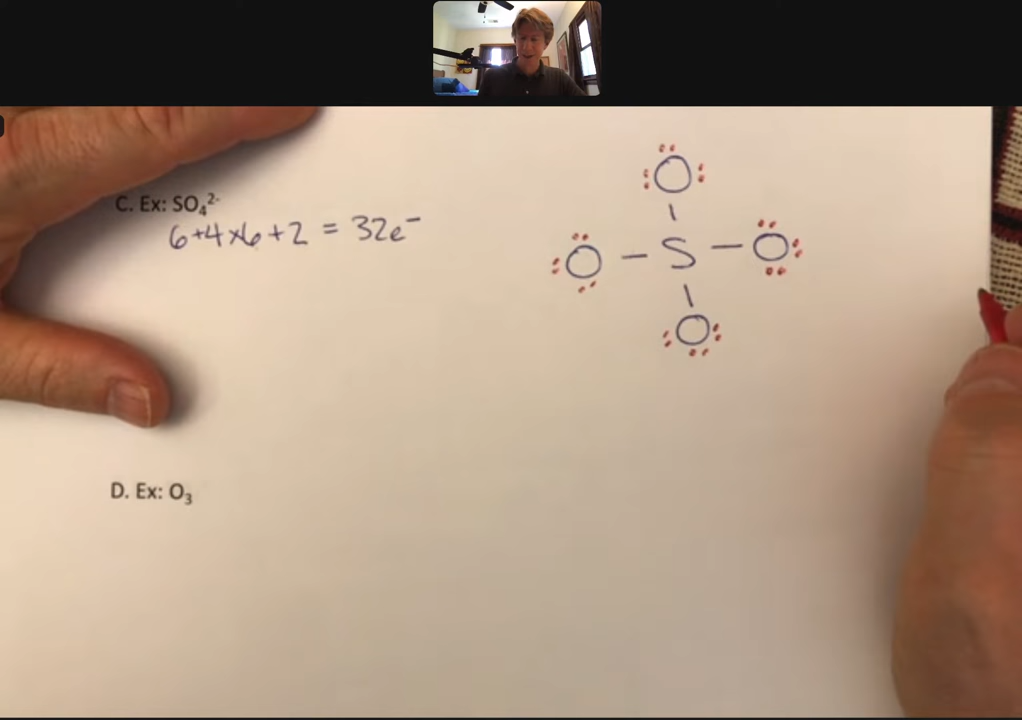 C. Ex: SO₄²⁻
6+4×6+2 = 32e⁻
O
O – S – O
O
D. Ex: O₃